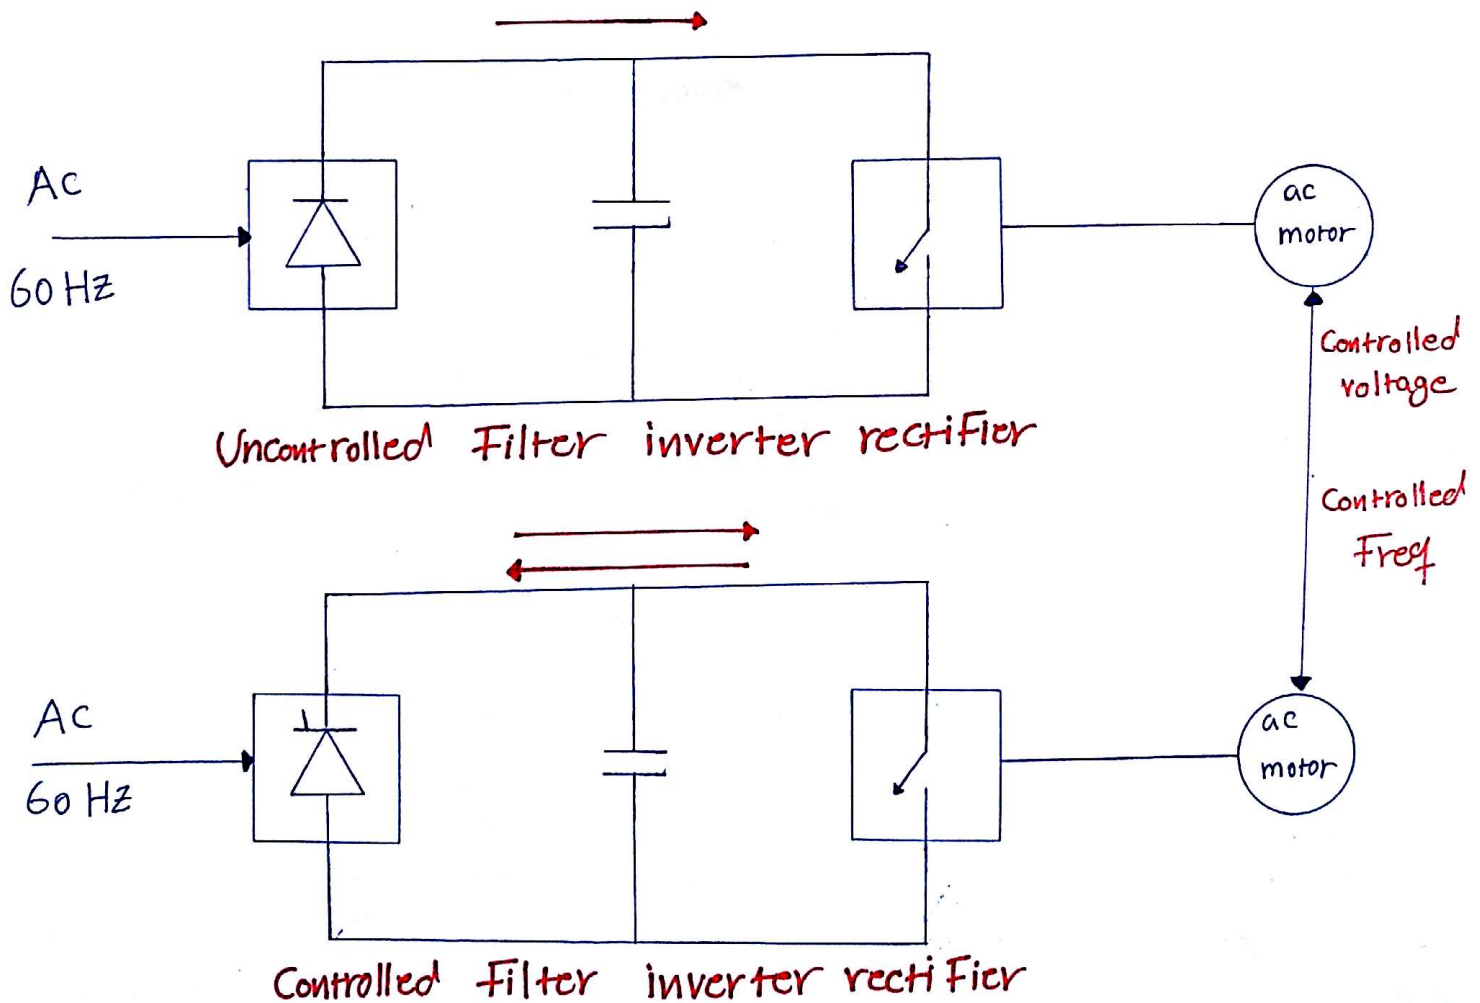 AC
60 Hz
ac
motor
Controlled
voltage
Uncontrolled Filter inverter rectifier
Controlled
Freq
AC
60 Hz
ac
motor
Controlled Filter inverter rectifier